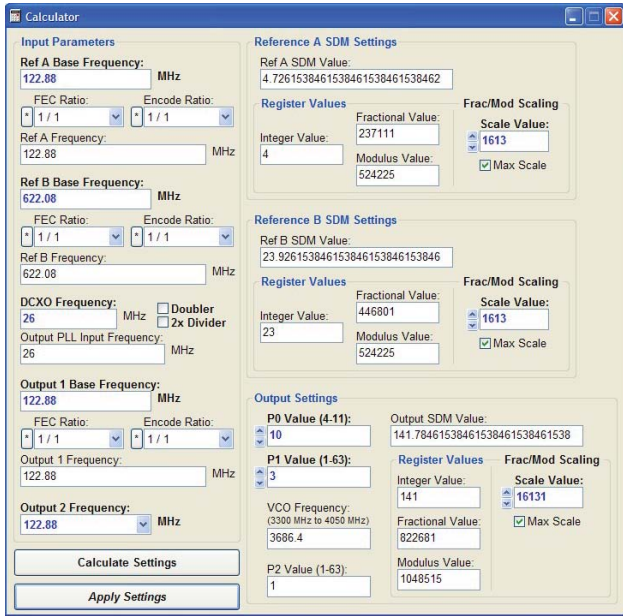 Calculator
Input Parameters
Ref A Base Frequency:
122.88 MHz
FEC Ratio: Encode Ratio:
* 1 / 1 * 1 / 1
Ref A Frequency:
122.88 MHz
Ref B Base Frequency:
622.08 MHz
FEC Ratio: Encode Ratio:
* 1 / 1 * 1 / 1
Ref B Frequency:
622.08 MHz
DCXO Frequency:
26 MHz
Doubler
2x Divider
Output PLL Input Frequency:
26 MHz
Output 1 Base Frequency:
122.88 MHz
FEC Ratio: Encode Ratio:
* 1 / 1 * 1 / 1
Output 1 Frequency:
122.88 MHz
Output 2 Frequency:
122.88 MHz
Calculate Settings
Apply Settings
Reference A SDM Settings
Ref A SDM Value:
4.7261538461538461538461538462
Register Values
Integer Value:
4
Fractional Value:
237111
Modulus Value:
524225
Frac/Mod Scaling
Scale Value:
1613
Max Scale
Reference B SDM Settings
Ref B SDM Value:
23.926153846153846153846153846
Register Values
Integer Value:
23
Fractional Value:
446801
Modulus Value:
524225
Frac/Mod Scaling
Scale Value:
1613
Max Scale
Output Settings
P0 Value (4-11):
10
P1 Value (1-63):
3
VCO Frequency:
(3300 MHz to 4050 MHz)
3686.4
P2 Value (1-63):
1
Output SDM Value:
141.78461538461538461538461538
Register Values
Integer Value:
141
Fractional Value:
822681
Modulus Value:
1048515
Frac/Mod Scaling
Scale Value:
16131
Max Scale